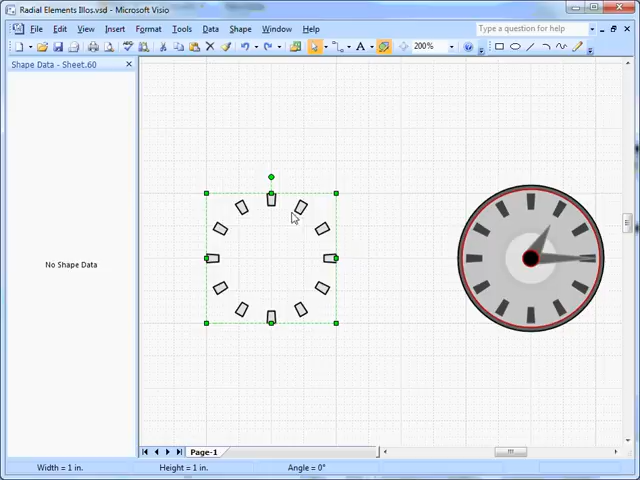 Radial Elements Illos.vsd - Microsoft Visio
File Edit View Insert Format Tools Data Shape Window Help Type a question for help
A 200%
Shape Data - Sheet.60
No Shape Data
Page-1
Width = 1 in. Height = 1 in. Angle = 0°